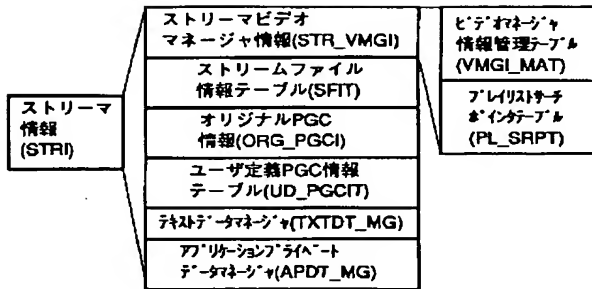 ストリーマ
情報
(STRI)
ストリーマビデオ
マネージャ情報(STR_VMGI)
ストリームファイル
情報テーブル(SFIT)
オリジナルPGC
情報(ORG_PGCI)
ユーザ定義PGC情報
テーブル(UD_PGCIT)
テキストデータマネージャ(TXTDT_MG)
アプリケーションプライベート
データマネージャ(APDT_MG)
ビデオマネージャ
情報管理テーブル
(VMGI_MAT)
プレイリストサーチ
ポインタテーブル
(PL_SRPT)